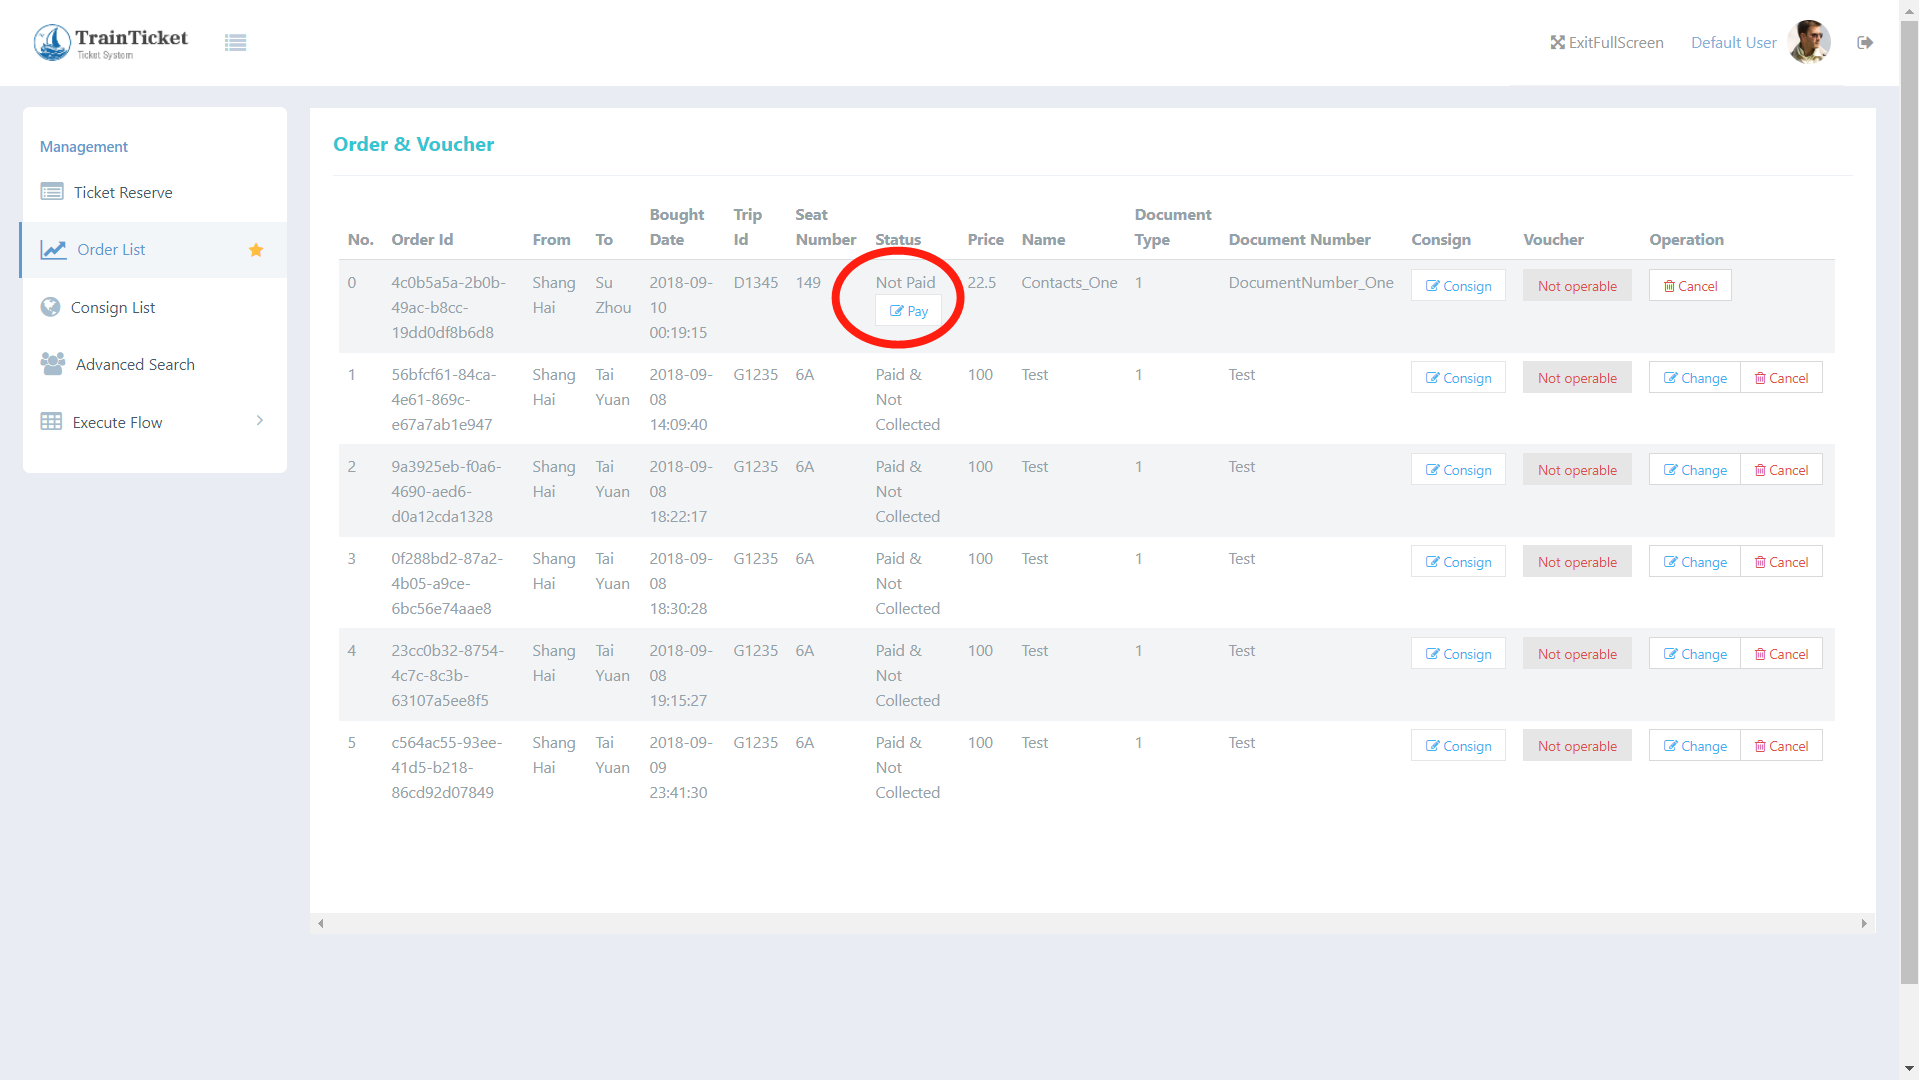 TrainTicket
Ticket System
ExitFullScreen Default User
Management
Ticket Reserve
Order List
Consign List
Advanced Search
Execute Flow
Order & Voucher
No. Order Id From To Bought Date Trip Id Seat Number Status Price Name Document Type Document Number Consign Voucher Operation
0 4c0b5a5a-2b0b-49ac-b8cc-19dd0df8b6d8 Shang Hai Su Zhou 2018-09-10 00:19:15 D1345 149 Not Paid Pay 22.5 Contacts_One 1 DocumentNumber_One Consign Not operable Cancel
1 56bfcf61-84ca-4e61-869c-e67a7ab1e947 Shang Hai Tai Yuan 2018-09-08 14:09:40 G1235 6A Paid & Not Collected 100 Test 1 Test Consign Not operable Change Cancel
2 9a3925eb-f0a6-4690-aed6-d0a12cda1328 Shang Hai Tai Yuan 2018-09-08 18:22:17 G1235 6A Paid & Not Collected 100 Test 1 Test Consign Not operable Change Cancel
3 0f288bd2-87a2-4b05-a9ce-6bc56e74aae8 Shang Hai Tai Yuan 2018-09-08 18:30:28 G1235 6A Paid & Not Collected 100 Test 1 Test Consign Not operable Change Cancel
4 23cc0b32-8754-4c7c-8c3b-63107a5ee8f5 Shang Hai Tai Yuan 2018-09-08 19:15:27 G1235 6A Paid & Not Collected 100 Test 1 Test Consign Not operable Change Cancel
5 c564ac55-93ee-41d5-b218-86cd92d07849 Shang Hai Tai Yuan 2018-09-09 23:41:30 G1235 6A Paid & Not Collected 100 Test 1 Test Consign Not operable Change Cancel